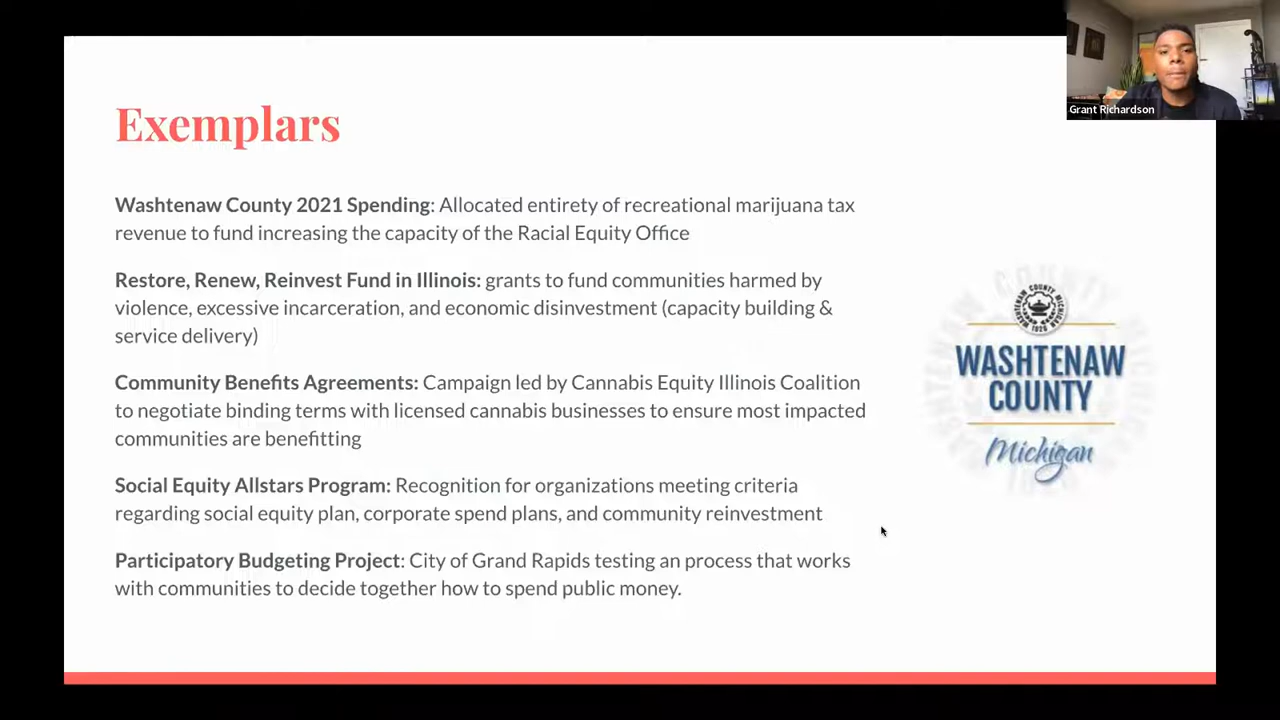 Grant Richardson
Exemplars
Washtenaw County 2021 Spending: Allocated entirety of recreational marijuana tax
revenue to fund increasing the capacity of the Racial Equity Office
Restore, Renew, Reinvest Fund in Illinois: grants to fund communities harmed by
violence, excessive incarceration, and economic disinvestment (capacity building &
service delivery)
Community Benefits Agreements: Campaign led by Cannabis Equity Illinois Coalition
to negotiate binding terms with licensed cannabis businesses to ensure most impacted
communities are benefitting
Social Equity Allstars Program: Recognition for organizations meeting criteria
regarding social equity plan, corporate spend plans, and community reinvestment
Participatory Budgeting Project: City of Grand Rapids testing an process that works
with communities to decide together how to spend public money.
WASHTENAW COUNTY MICHIGAN
1826
WASHTENAW
COUNTY
Michigan